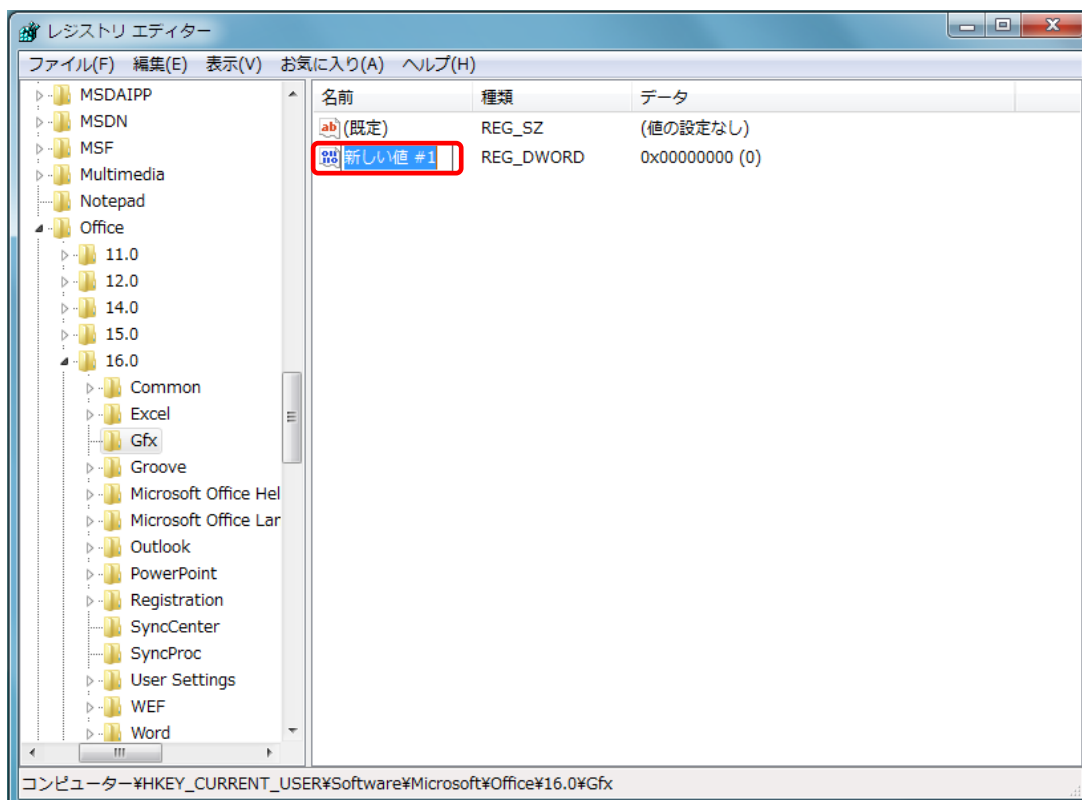 レジストリ エディター
ファイル(F) 編集(E) 表示(V) お気に入り(A) ヘルプ(H)
MSDAIPP
MSDN
MSF
Multimedia
Notepad
Office
11.0
12.0
14.0
15.0
16.0
Common
Excel
Gfx
Groove
Microsoft Office Hel
Microsoft Office Lar
Outlook
PowerPoint
Registration
SyncCenter
SyncProc
User Settings
WEF
Word
名前 種類 データ
(既定) REG_SZ (値の設定なし)
新しい値 #1 REG_DWORD 0x00000000 (0)
コンピューター¥HKEY_CURRENT_USER¥Software¥Microsoft¥Office¥16.0¥Gfx